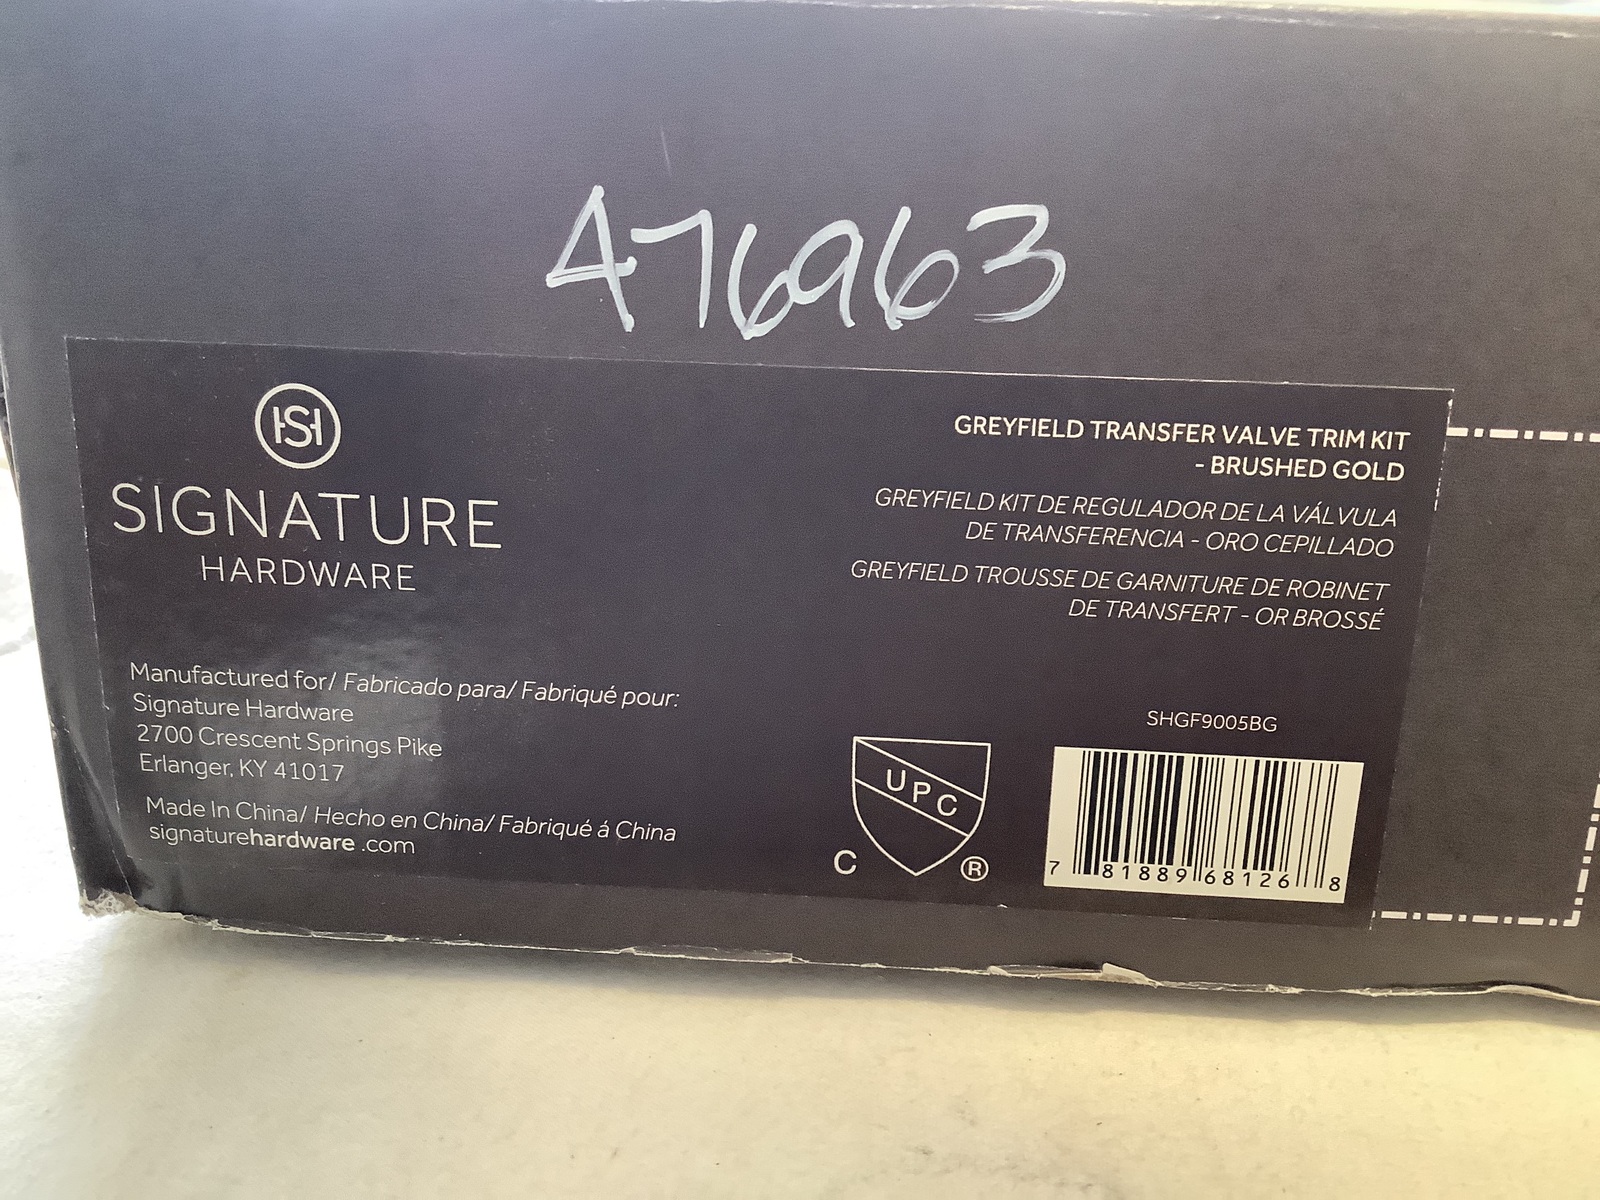 476963
SIGNATURE
HARDWARE
GREYFIELD TRANSFER VALVE TRIM KIT
- BRUSHED GOLD
GREYFIELD KIT DE REGULADOR DE LA VÁLVULA
DE TRANSFERENCIA - ORO CEPILLADO
GREYFIELD TROUSSE DE GARNITURE DE ROBINET
DE TRANSFERT - OR BROSSÉ
Manufactured for/ Fabricado para/ Fabriqué pour:
Signature Hardware
2700 Crescent Springs Pike
Erlanger, KY 41017
Made In China/ Hecho en China/ Fabriqué á China
signaturehardware .com
UPC
C ®
SHGF9005BG
7 81889 68126 8